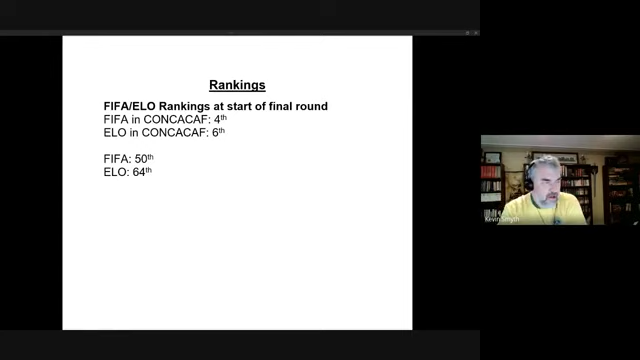 Rankings
FIFA/ELO Rankings at start of final round
FIFA in CONCACAF: 4th
ELO in CONCACAF: 6th
FIFA: 50th
ELO: 64th
Kevin Smyth